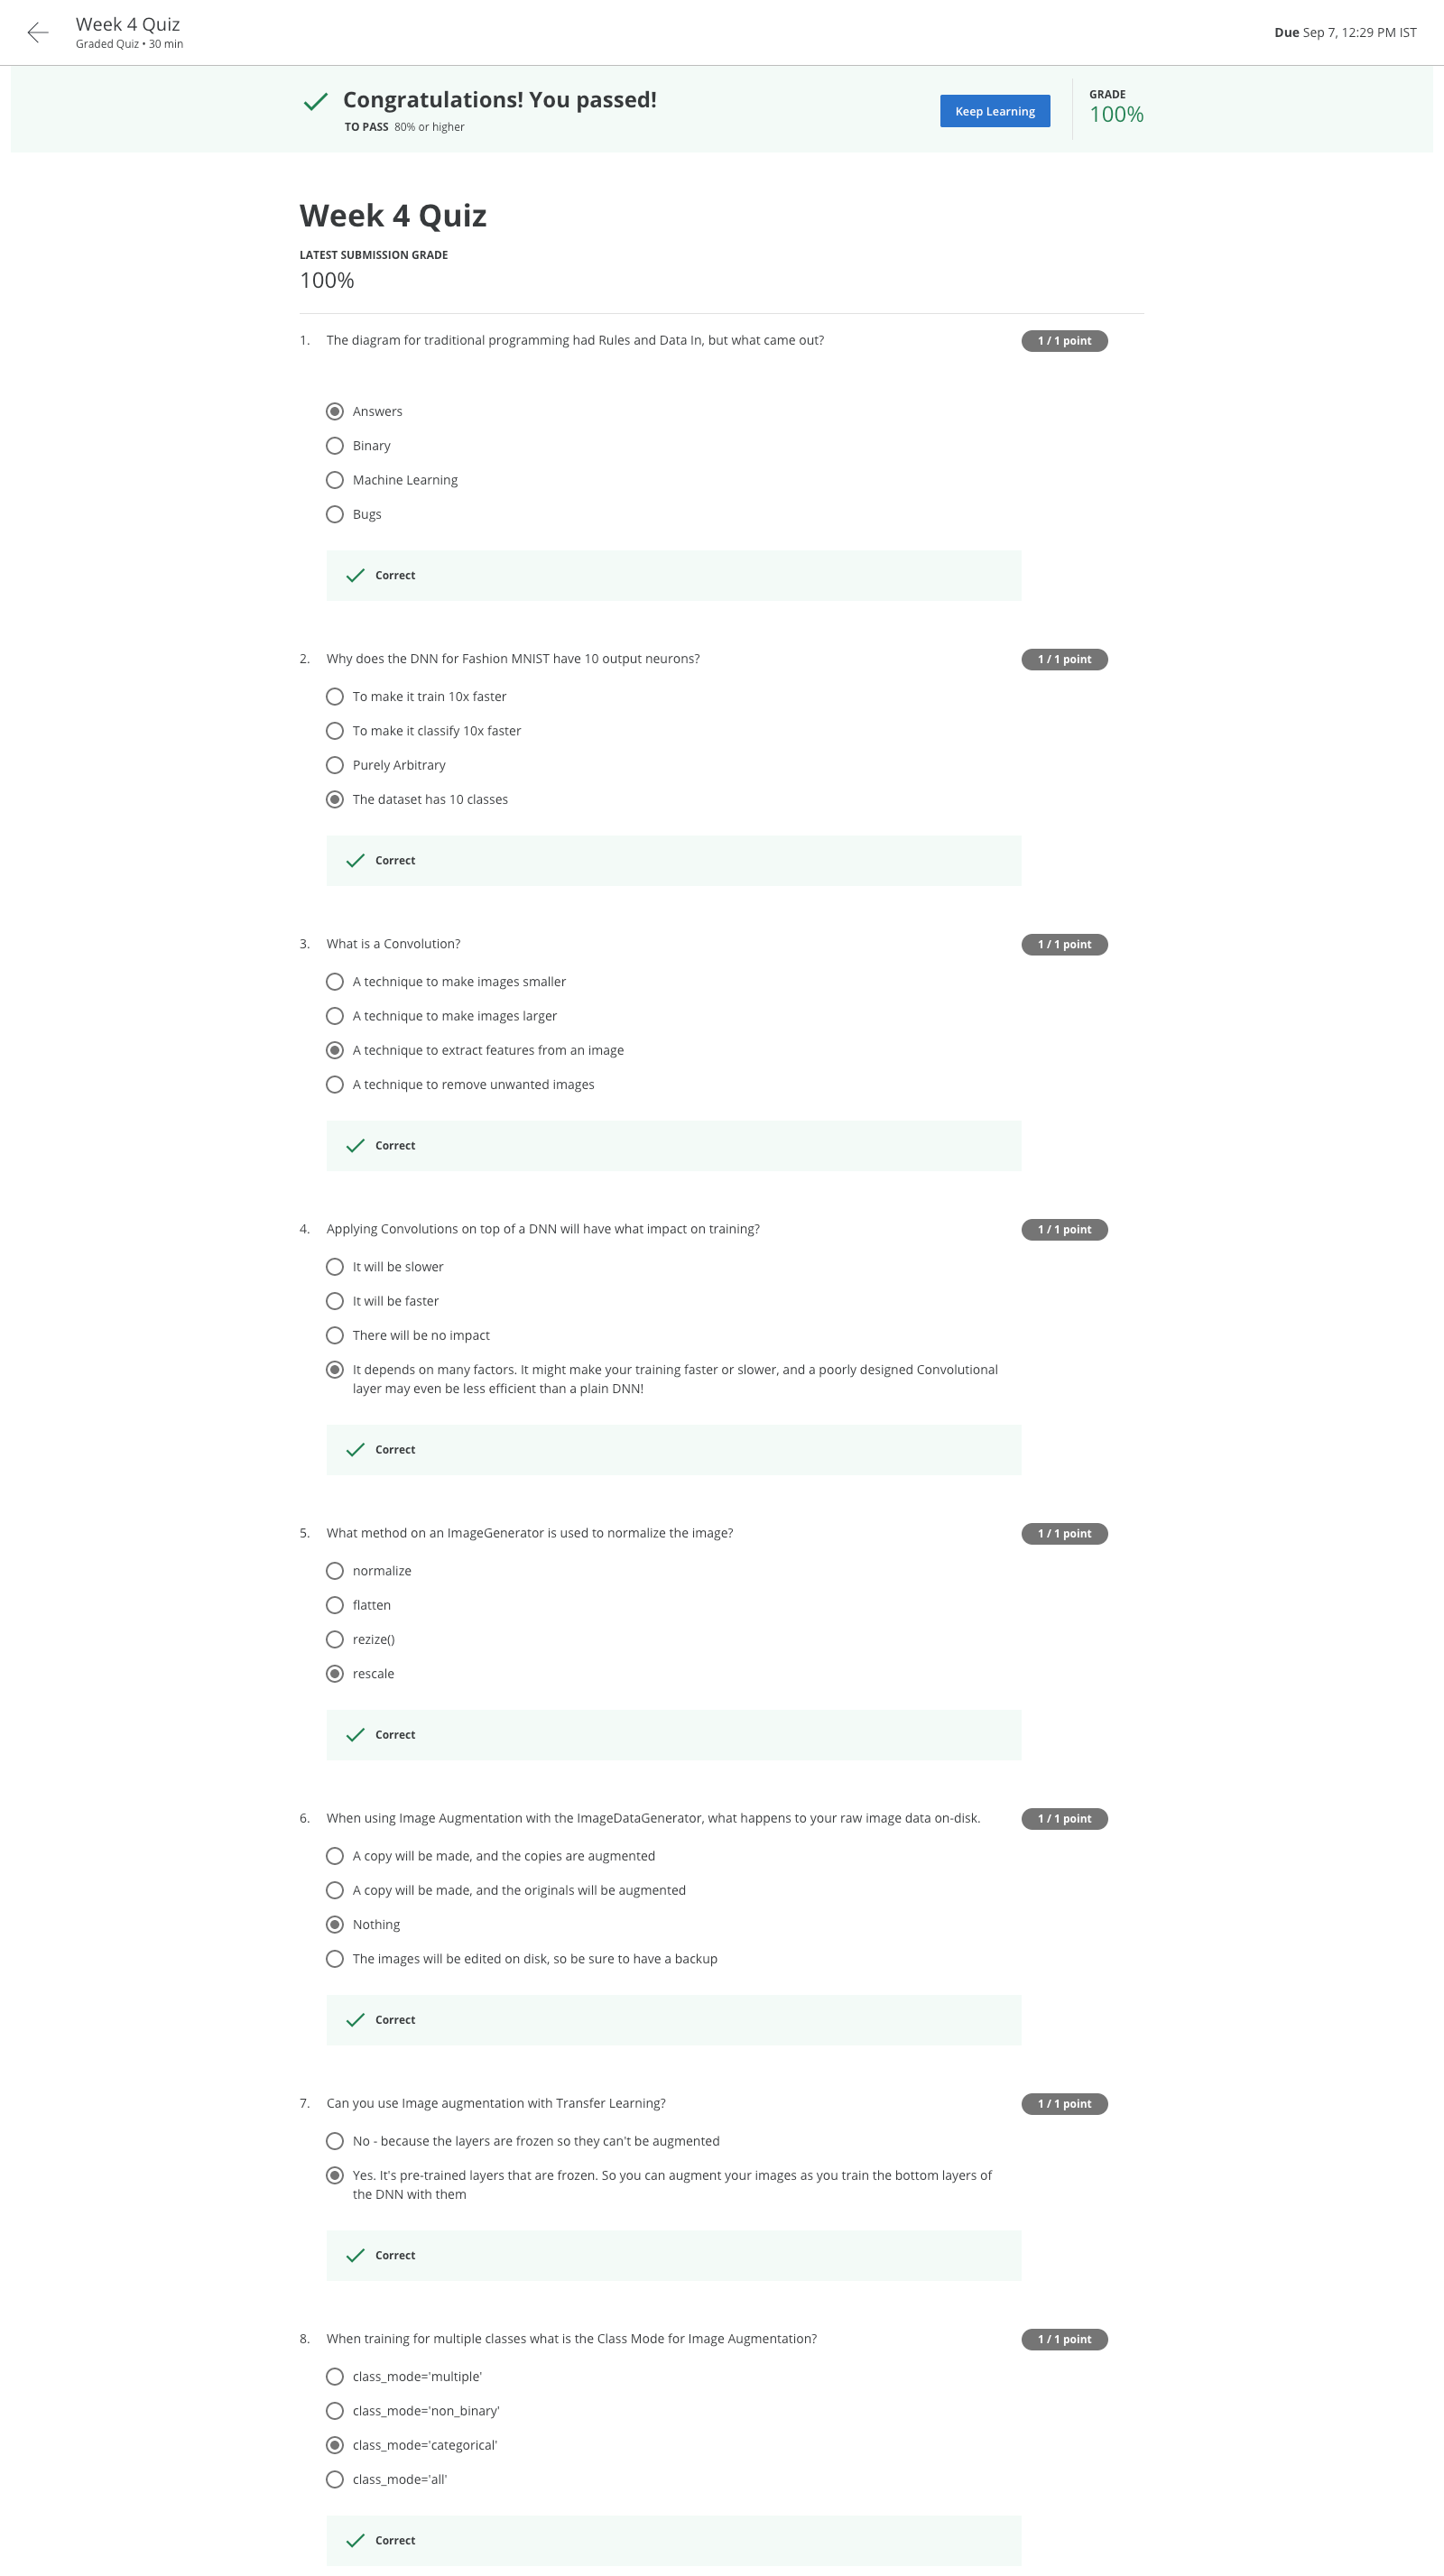 Week 4 Quiz
Graded Quiz • 30 min
Due Sep 7, 12:29 PM IST
Congratulations! You passed!
TO PASS 80% or higher
Keep Learning
GRADE
100%
Week 4 Quiz
LATEST SUBMISSION GRADE
100%
1. The diagram for traditional programming had Rules and Data In, but what came out?
1 / 1 point
Answers
Binary
Machine Learning
Bugs
Correct
2. Why does the DNN for Fashion MNIST have 10 output neurons?
1 / 1 point
To make it train 10x faster
To make it classify 10x faster
Purely Arbitrary
The dataset has 10 classes
Correct
3. What is a Convolution?
1 / 1 point
A technique to make images smaller
A technique to make images larger
A technique to extract features from an image
A technique to remove unwanted images
Correct
4. Applying Convolutions on top of a DNN will have what impact on training?
1 / 1 point
It will be slower
It will be faster
There will be no impact
It depends on many factors. It might make your training faster or slower, and a poorly designed Convolutional
layer may even be less efficient than a plain DNN!
Correct
5. What method on an ImageGenerator is used to normalize the image?
1 / 1 point
normalize
flatten
rezize()
rescale
Correct
6. When using Image Augmentation with the ImageDataGenerator, what happens to your raw image data on-disk.
1 / 1 point
A copy will be made, and the copies are augmented
A copy will be made, and the originals will be augmented
Nothing
The images will be edited on disk, so be sure to have a backup
Correct
7. Can you use Image augmentation with Transfer Learning?
1 / 1 point
No - because the layers are frozen so they can't be augmented
Yes. It's pre-trained layers that are frozen. So you can augment your images as you train the bottom layers of
the DNN with them
Correct
8. When training for multiple classes what is the Class Mode for Image Augmentation?
1 / 1 point
class_mode='multiple'
class_mode='non_binary'
class_mode='categorical'
class_mode='all'
Correct